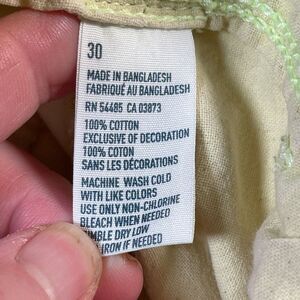 30
MADE IN BANGLADESH
FABRIQUÉ AU BANGLADESH
RN 54485 CA 03873
100% COTTON
EXCLUSIVE OF DECORATION
100% COTON
SANS LES DÉCORATIONS
MACHINE WASH COLD
WITH LIKE COLORS
USE ONLY NON-CHLORINE
BLEACH WHEN NEEDED
UMBLE DRY LOW
IRON IF NEEDED